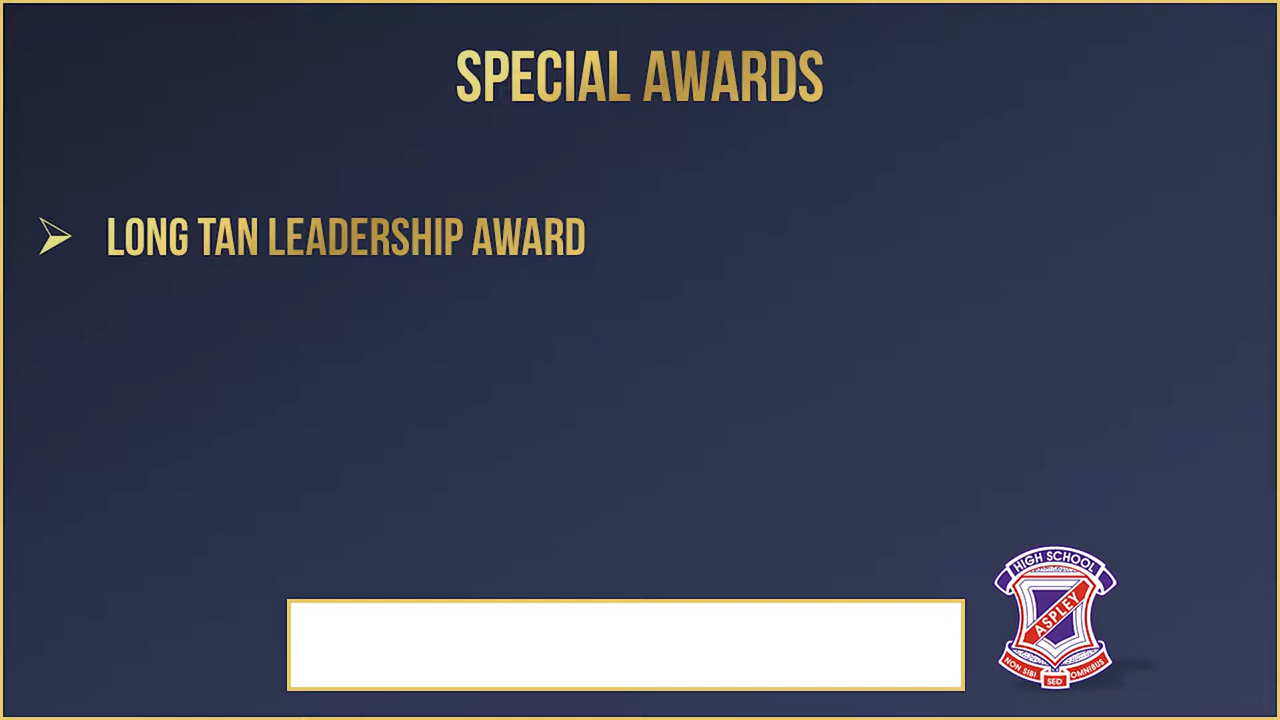 SPECIAL AWARDS
LONG TAN LEADERSHIP AWARD
HIGH SCHOOL
ASPLEY
NON SIBI SED OMNIBUS